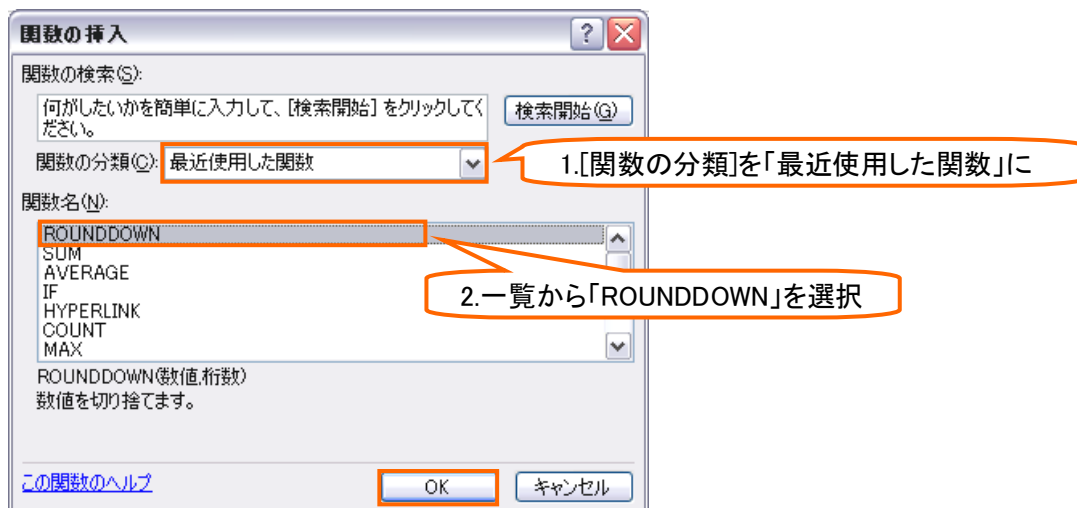 関数の挿入
関数の検索(S):
何がしたいかを簡単に入力して、[検索開始] をクリックしてく
ださい。
検索開始(G)
関数の分類(C): 最近使用した関数
1.[関数の分類]を「最近使用した関数」に
関数名(N):
ROUNDDOWN
SUM
AVERAGE
IF
HYPERLINK
COUNT
MAX
2.一覧から「ROUNDDOWN」を選択
ROUNDDOWN(数値,桁数)
数値を切り捨てます。
この関数のヘルプ
OK
キャンセル